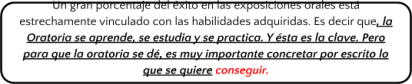 Un gran porcentaje del éxito en las exposiciones orales está
estrechamente vinculado con las habilidades adquiridas. Es decir que, la
Oratoria se aprende, se estudia y se practica. Y ésta es la clave. Pero
para que la oratoria se dé, es muy importante concretar por escrito lo
que se quiere conseguir.